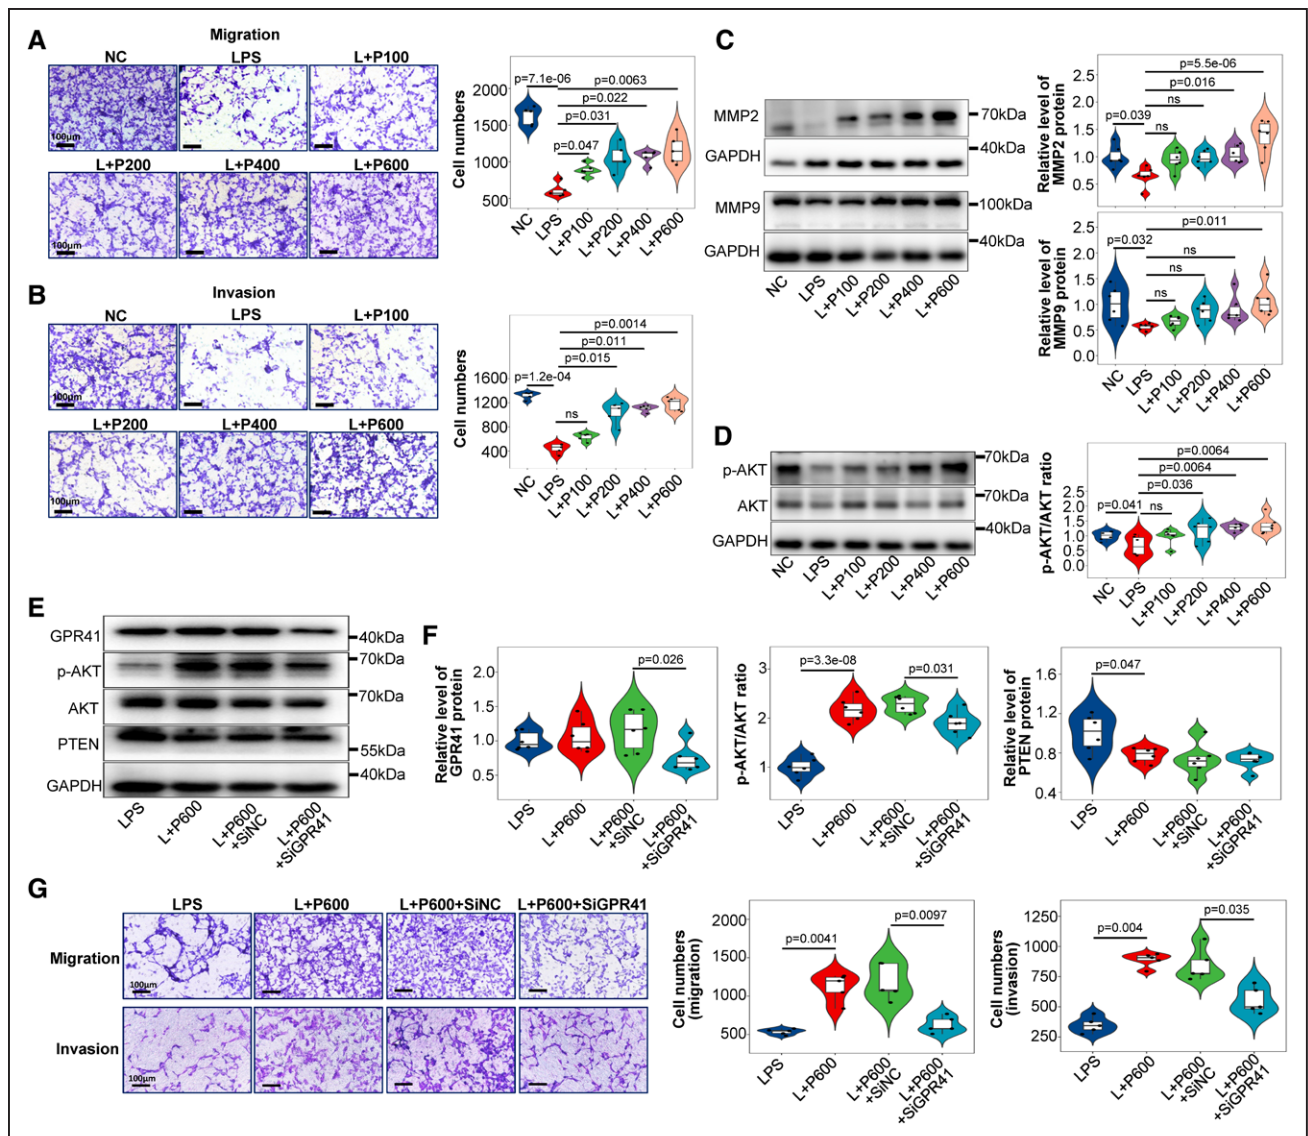 A
Migration
NC LPS L+P100
100μm
L+P200 L+P400 L+P600
100μm
Cell numbers
2000
1500
1000
500
p=7.1e-06
p=0.0063
p=0.022
p=0.031
p=0.047
NC LPS L+P100 L+P200 L+P400 L+P600
B
Invasion
NC LPS L+P100
100μm
L+P200 L+P400 L+P600
100μm
Cell numbers
1600
1200
800
400
p=0.0014
p=0.011
p=0.015
p=1.2e-04
ns
NC LPS L+P100 L+P200 L+P400 L+P600
C
MMP2 70kDa
GAPDH 40kDa
MMP9 100kDa
GAPDH 40kDa
NC LPS L+P100 L+P200 L+P400 L+P600
Relative level of
MMP2 protein
2.5
2.0
1.5
1.0
0.5
p=5.5e-06
p=0.016
ns
p=0.039
ns
Relative level of
MMP9 protein
2.5
2.0
1.5
1.0
0.5
0.0
p=0.011
p=0.032
ns
ns
ns
NC LPS L+P100 L+P200 L+P400 L+P600
D
p-AKT 70kDa
AKT 70kDa
GAPDH 40kDa
NC LPS L+P100 L+P200 L+P400 L+P600
p-AKT/AKT ratio
2.5
2.0
1.5
1.0
0.5
0.0
p=0.0064
p=0.0064
p=0.036
p=0.041
ns
NC LPS L+P100 L+P200 L+P400 L+P600
E
GPR41 40kDa
p-AKT 70kDa
AKT 70kDa
PTEN 55kDa
GAPDH 40kDa
LPS L+P600 L+P600 L+P600
+SiNC +SiGPR41
F
Relative level of
GPR41 protein
2.0
1.5
1.0
0.5
p=0.026
LPS L+P600 L+P600 L+P600
+SiNC +SiGPR41
p-AKT/AKT ratio
3
2
1
p=3.3e-08
p=0.031
LPS L+P600 L+P600 L+P600
+SiNC +SiGPR41
Relative level of
PTEN protein
1.6
1.2
0.8
0.4
p=0.047
LPS L+P600 L+P600 L+P600
+SiNC +SiGPR41
G
LPS L+P600 L+P600+SiNC L+P600+SiGPR41
Migration
100μm
Invasion
100μm
Cell numbers
(migration)
2000
1500
1000
500
p=0.0041
p=0.0097
LPS L+P600 L+P600 L+P600
+SiNC +SiGPR41
Cell numbers
(invasion)
1250
1000
750
500
250
p=0.004
p=0.035
LPS L+P600 L+P600 L+P600
+SiNC +SiGPR41